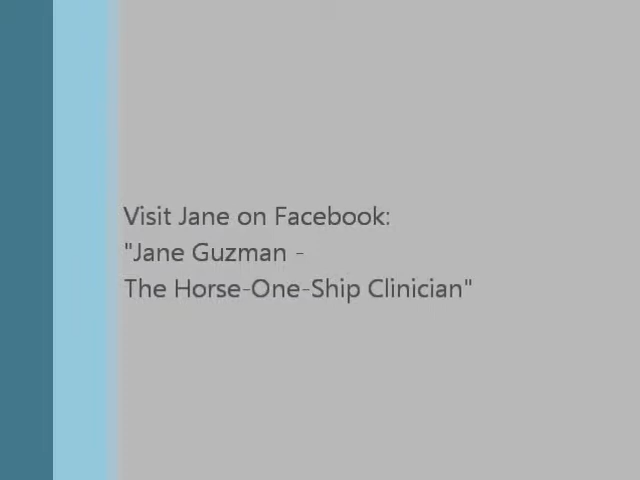 Visit Jane on Facebook:
"Jane Guzman -
The Horse-One-Ship Clinician"